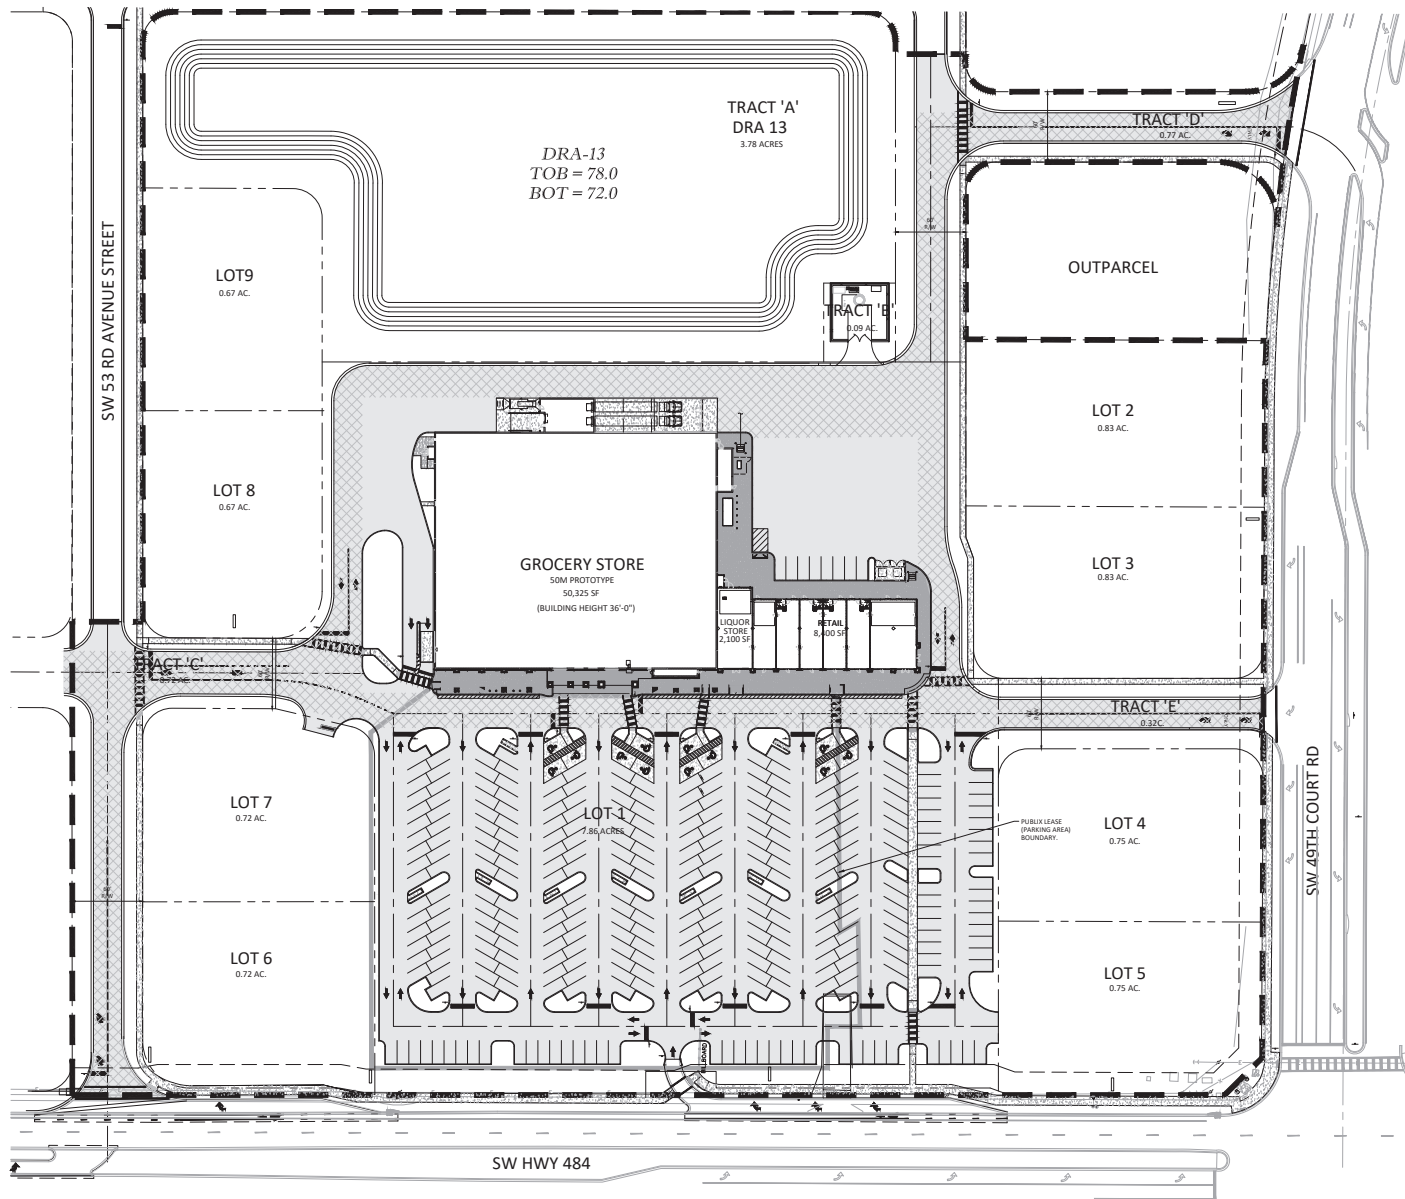 TRACT 'A'
DRA 13
3.78 ACRES
DRA-13
TOB = 78.0
BOT = 72.0
TRACT 'D'
0.77 AC.
60'
R/W
SW 53 RD AVENUE STREET
LOT9
0.67 AC.
OUTPARCEL
TRACT 'B'
0.09 AC.
LOT 2
0.83 AC.
LOT 8
0.67 AC.
GROCERY STORE
50M PROTOTYPE
50,325 SF
(BUILDING HEIGHT 36'-0")
LOT 3
0.83 AC.
LIQUOR
STORE
2,100 SF
RETAIL
8,400 SF
TRACT 'C'
0.72 AC.
TRACT 'E'
0.32C.
LOT 7
0.72 AC.
LOT 1
7.86 ACRES
PUBLIX LEASE
(PARKING AREA)
BOUNDARY.
LOT 4
0.75 AC.
SW 49TH COURT RD
LOT 6
0.72 AC.
LOT 5
0.75 AC.
SW HWY 484